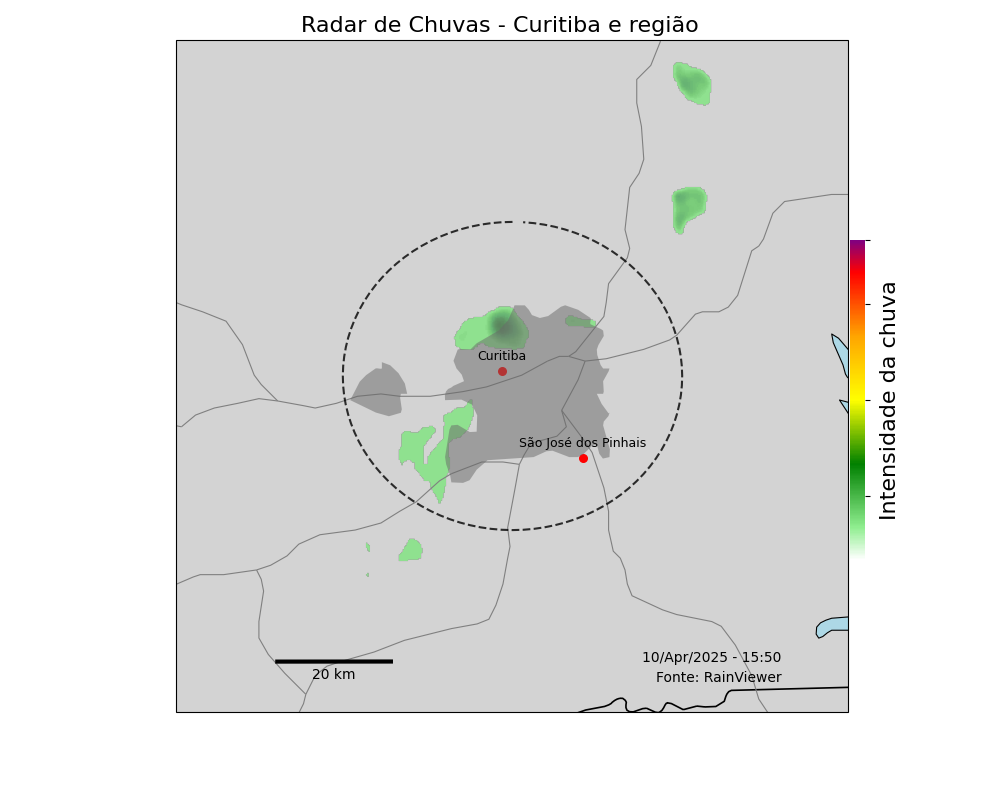 Radar de Chuvas - Curitiba e região
Curitiba
São José dos Pinhais
Intensidade da chuva
10/Apr/2025 - 15:50
20 km
Fonte: RainViewer